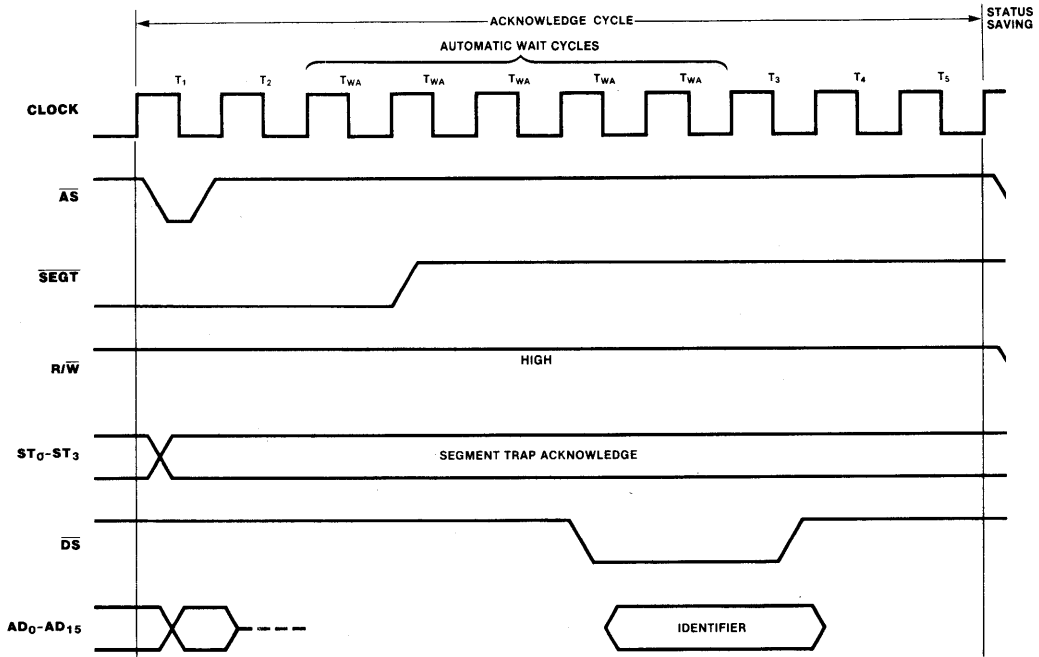 ACKNOWLEDGE CYCLE
STATUS
SAVING
AUTOMATIC WAIT CYCLES
T1 T2 TWA TWA TWA TWA TWA T3 T4 T5
CLOCK
AS
SEGT
R/W
HIGH
ST0-ST3
SEGMENT TRAP ACKNOWLEDGE
DS
AD0-AD15
IDENTIFIER